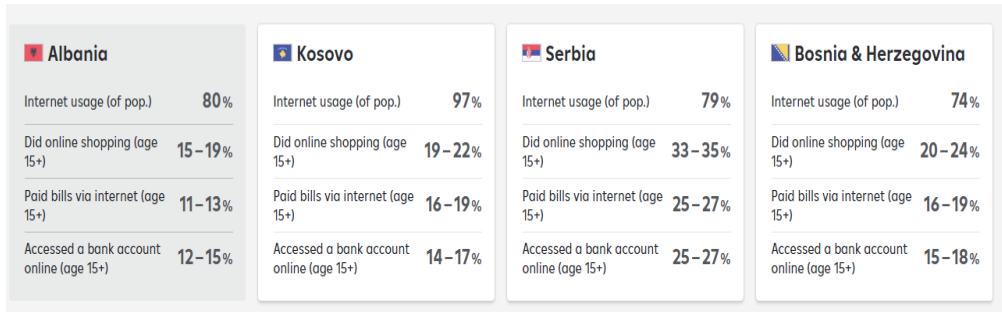 Albania
Internet usage (of pop.) 80%
Did online shopping (age
15+) 15–19%
Paid bills via internet (age
15+) 11–13%
Accessed a bank account
online (age 15+) 12–15%
Kosovo
Internet usage (of pop.) 97%
Did online shopping (age
15+) 19–22%
Paid bills via internet (age
15+) 16–19%
Accessed a bank account
online (age 15+) 14–17%
Serbia
Internet usage (of pop.) 79%
Did online shopping (age
15+) 33–35%
Paid bills via internet (age
15+) 25–27%
Accessed a bank account
online (age 15+) 25–27%
Bosnia & Herzegovina
Internet usage (of pop.) 74%
Did online shopping (age
15+) 20–24%
Paid bills via internet (age
15+) 16–19%
Accessed a bank account
online (age 15+) 15–18%